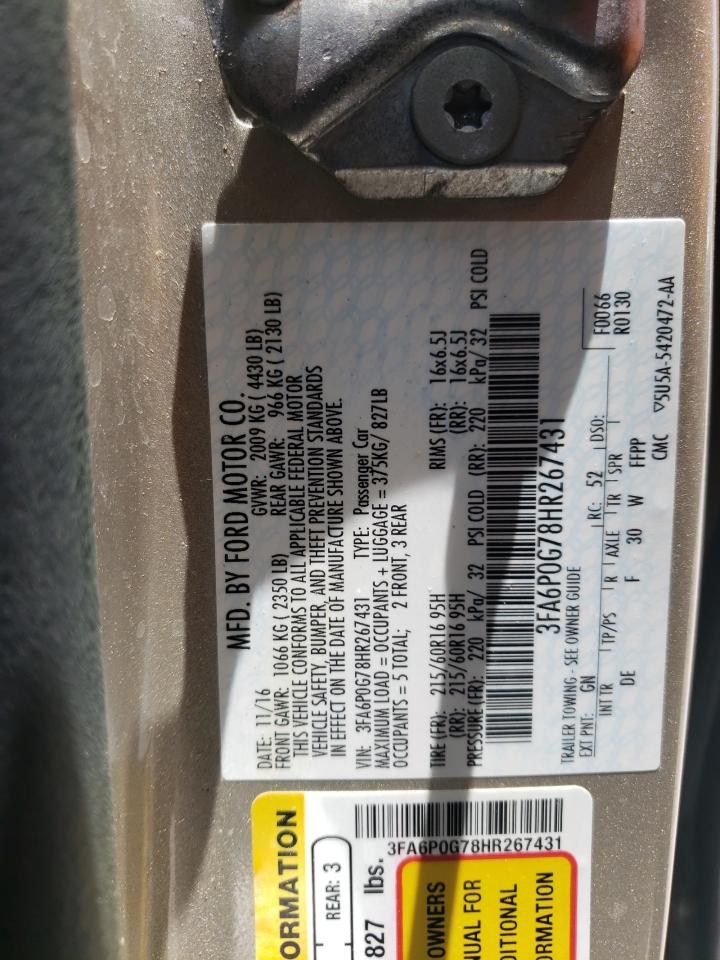 MFD. BY FORD MOTOR CO.
DATE: 11/16 GVWR: 2009 KG ( 4430 LB)
FRONT GAWR: 1066 KG ( 2350 LB) REAR GAWR: 966 KG ( 2130 LB)
THIS VEHICLE CONFORMS TO ALL APPLICABLE FEDERAL MOTOR
VEHICLE SAFETY, BUMPER, AND THEFT PREVENTION STANDARDS
IN EFFECT ON THE DATE OF MANUFACTURE SHOWN ABOVE.
VIN: 3FA6P0G78HR267431 TYPE: Passenger Car
MAXIMUM LOAD = OCCUPANTS + LUGGAGE = 375KG/ 827LB
OCCUPANTS = 5 TOTAL; 2 FRONT, 3 REAR
TIRE (FR): 215/60R16 95H RIMS (FR): 16x6.5J
(RR): 215/60R16 95H (RR): 16x6.5J
PRESSURE (FR): 220 kPa/ 32 PSI COLD (RR): 220 kPa/ 32 PSI COLD
3FA6P0G78HR267431
TRAILER TOWING - SEE OWNER GUIDE F0066
EXT PNT: GN RC: 52 DSO: R0130
INT TR TP/PS R AXLE TR SPR
DE F 30 W FFPP
CMC ▽5U5A-5420472-AA
ORMATION
REAR: 3
827 lbs.
3FA6P0G78HR267431
OWNERS
NUAL FOR
DITIONAL
ORMATION